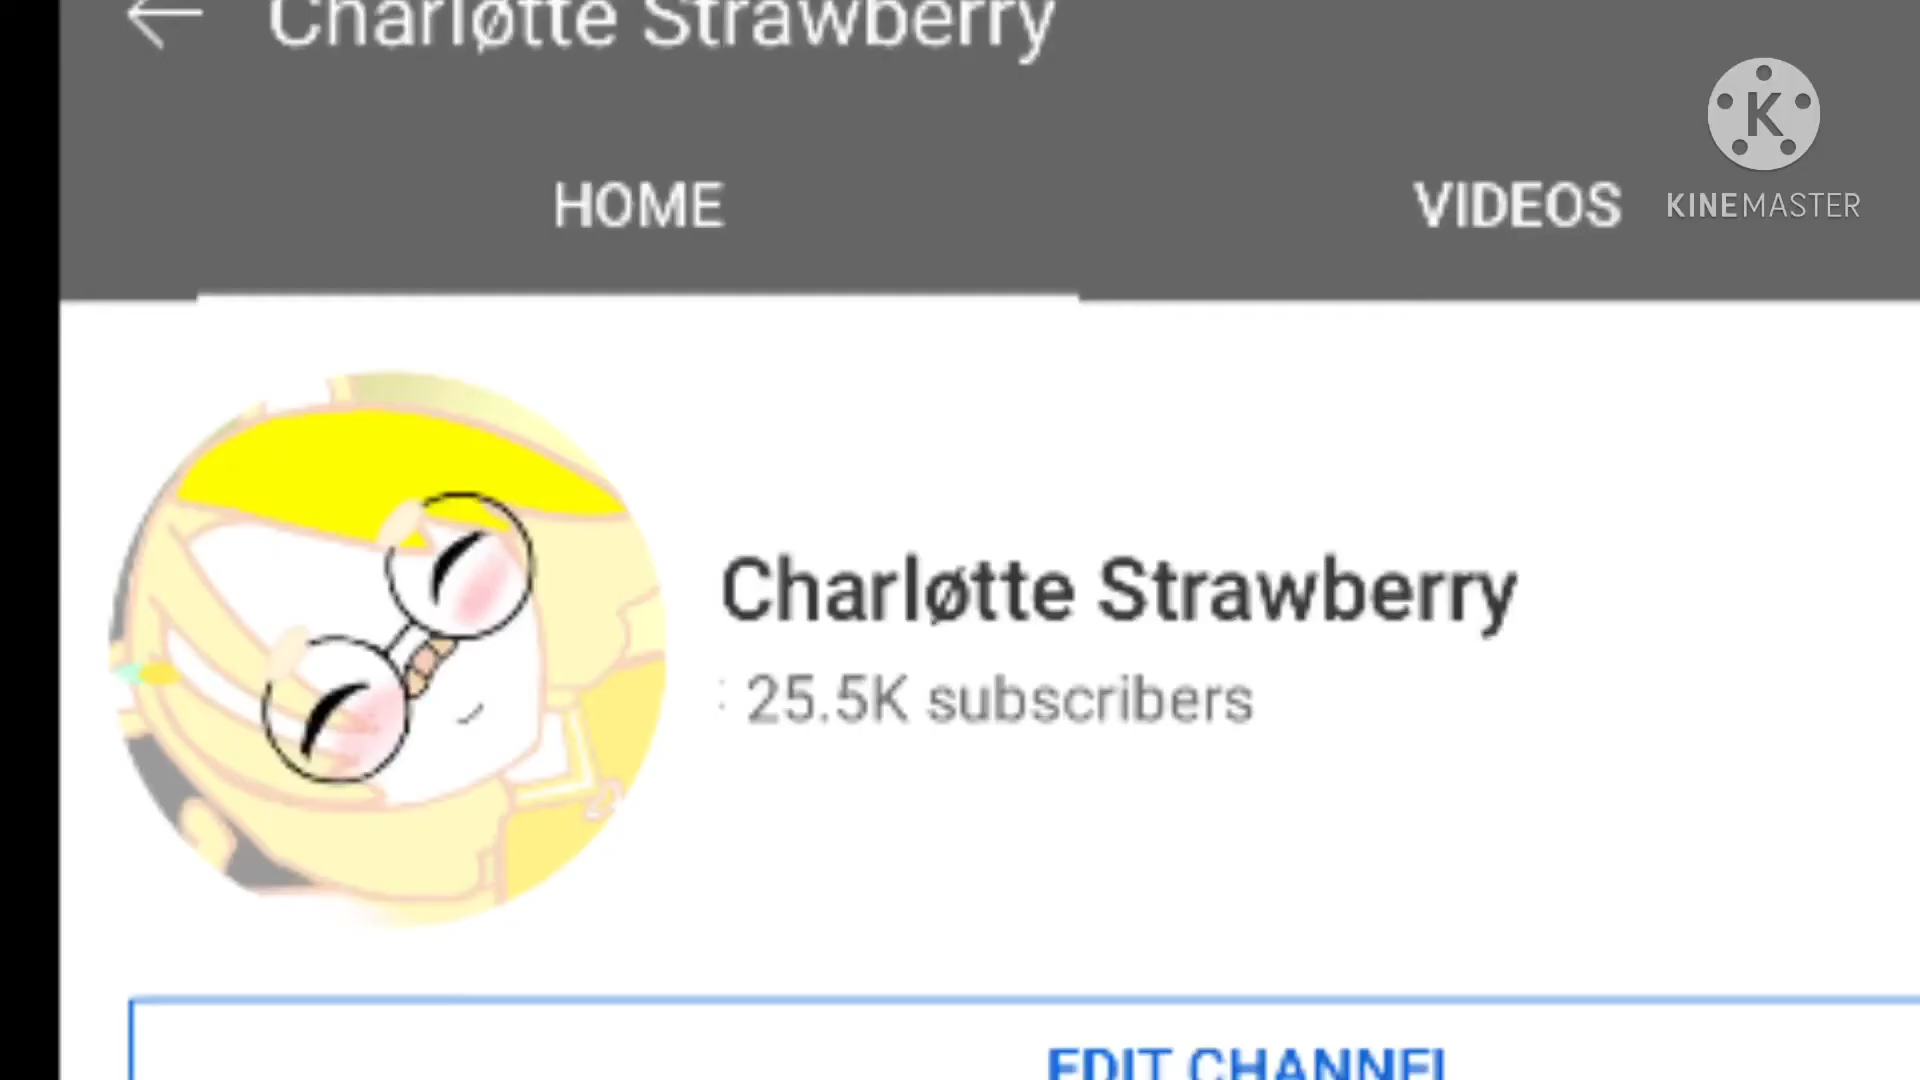 Charløtte Strawberry
K
KINEMASTER
HOME VIDEOS
Charløtte Strawberry
: 25.5K subscribers
EDIT CHANNEL